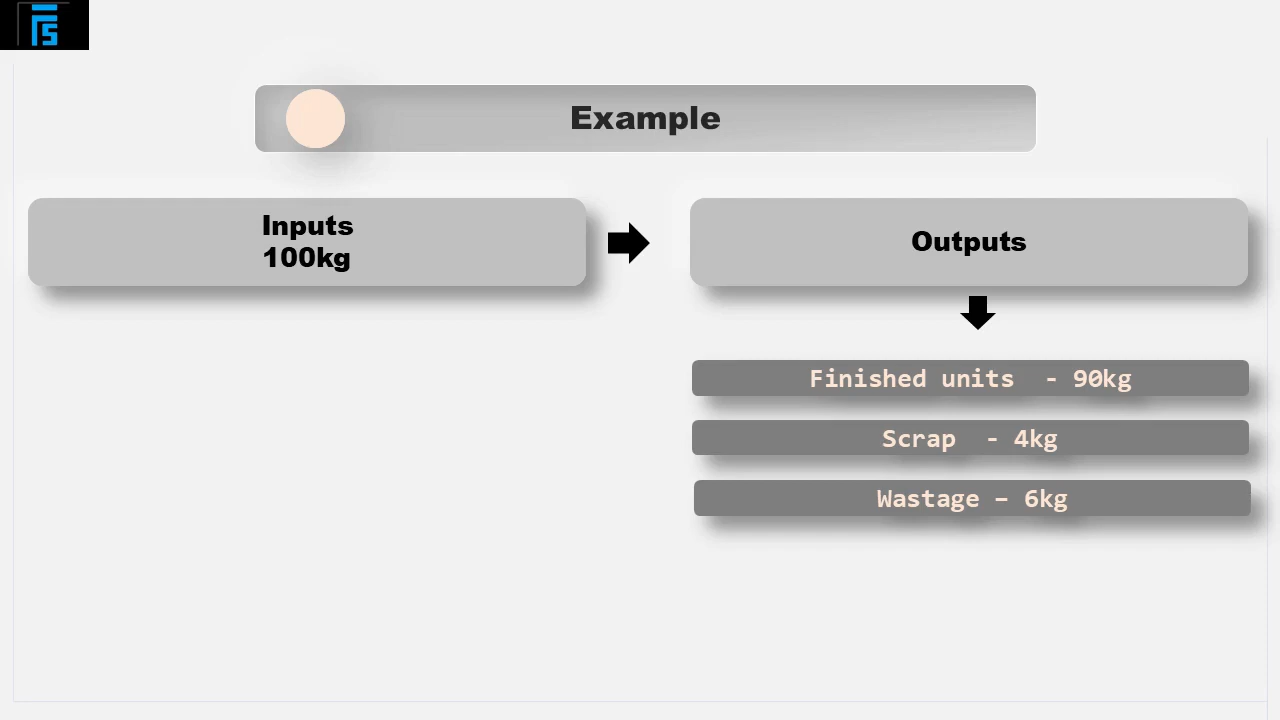 Example
Inputs
100kg
Outputs
Finished units - 90kg
Scrap - 4kg
Wastage – 6kg